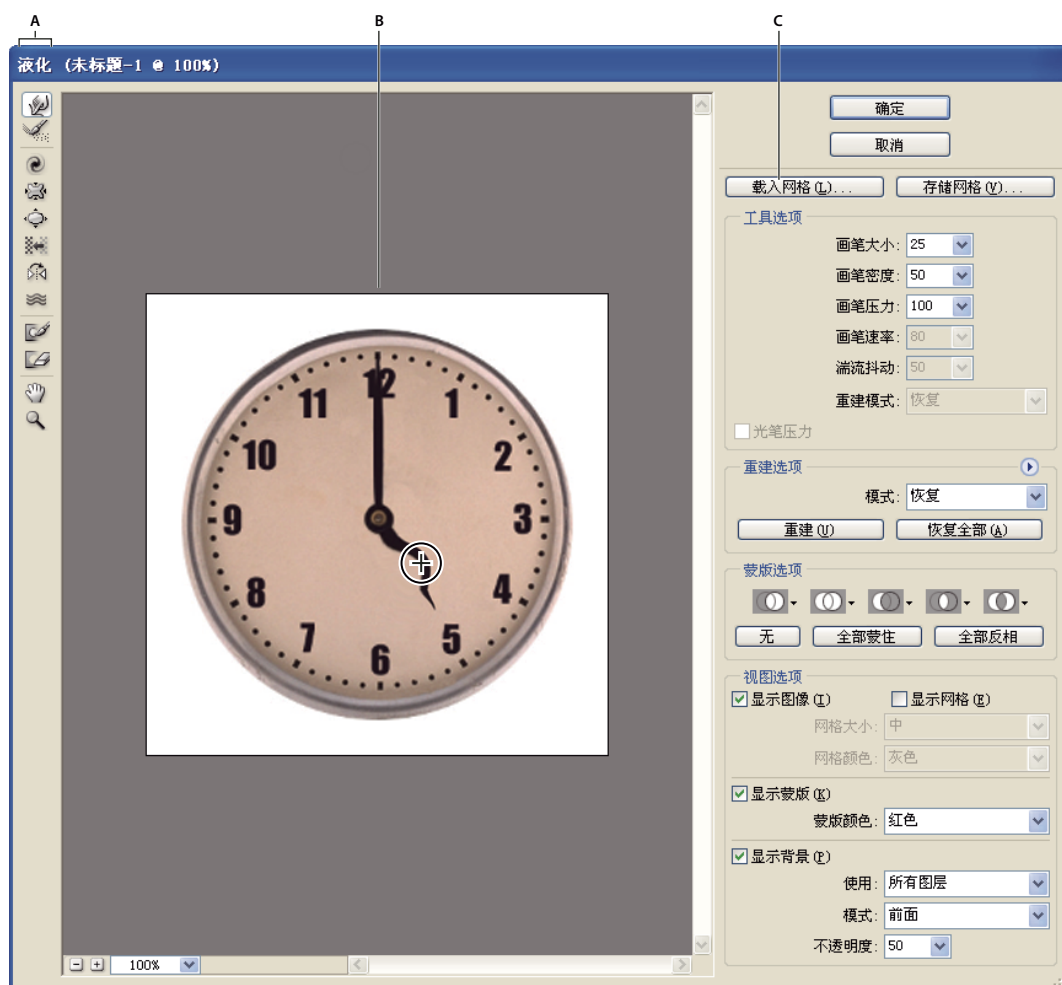 A B C
液化 (未标题-1 @ 100%)
确定
取消
载入网格(L)... 存储网格(V)...
工具选项
画笔大小: 25
画笔密度: 50
画笔压力: 100
画笔速率: 80
湍流抖动: 50
重建模式: 恢复
光笔压力
重建选项
模式: 恢复
重建(U) 恢复全部(A)
蒙版选项
无 全部蒙住 全部反相
视图选项
显示图像(I) 显示网格(E)
网格大小: 中
网格颜色: 灰色
显示蒙版(K)
蒙版颜色: 红色
显示背景(P)
使用: 所有图层
模式: 前面
不透明度: 50
12
11 1
10 2
9 3
8 4
7 5
6
100%